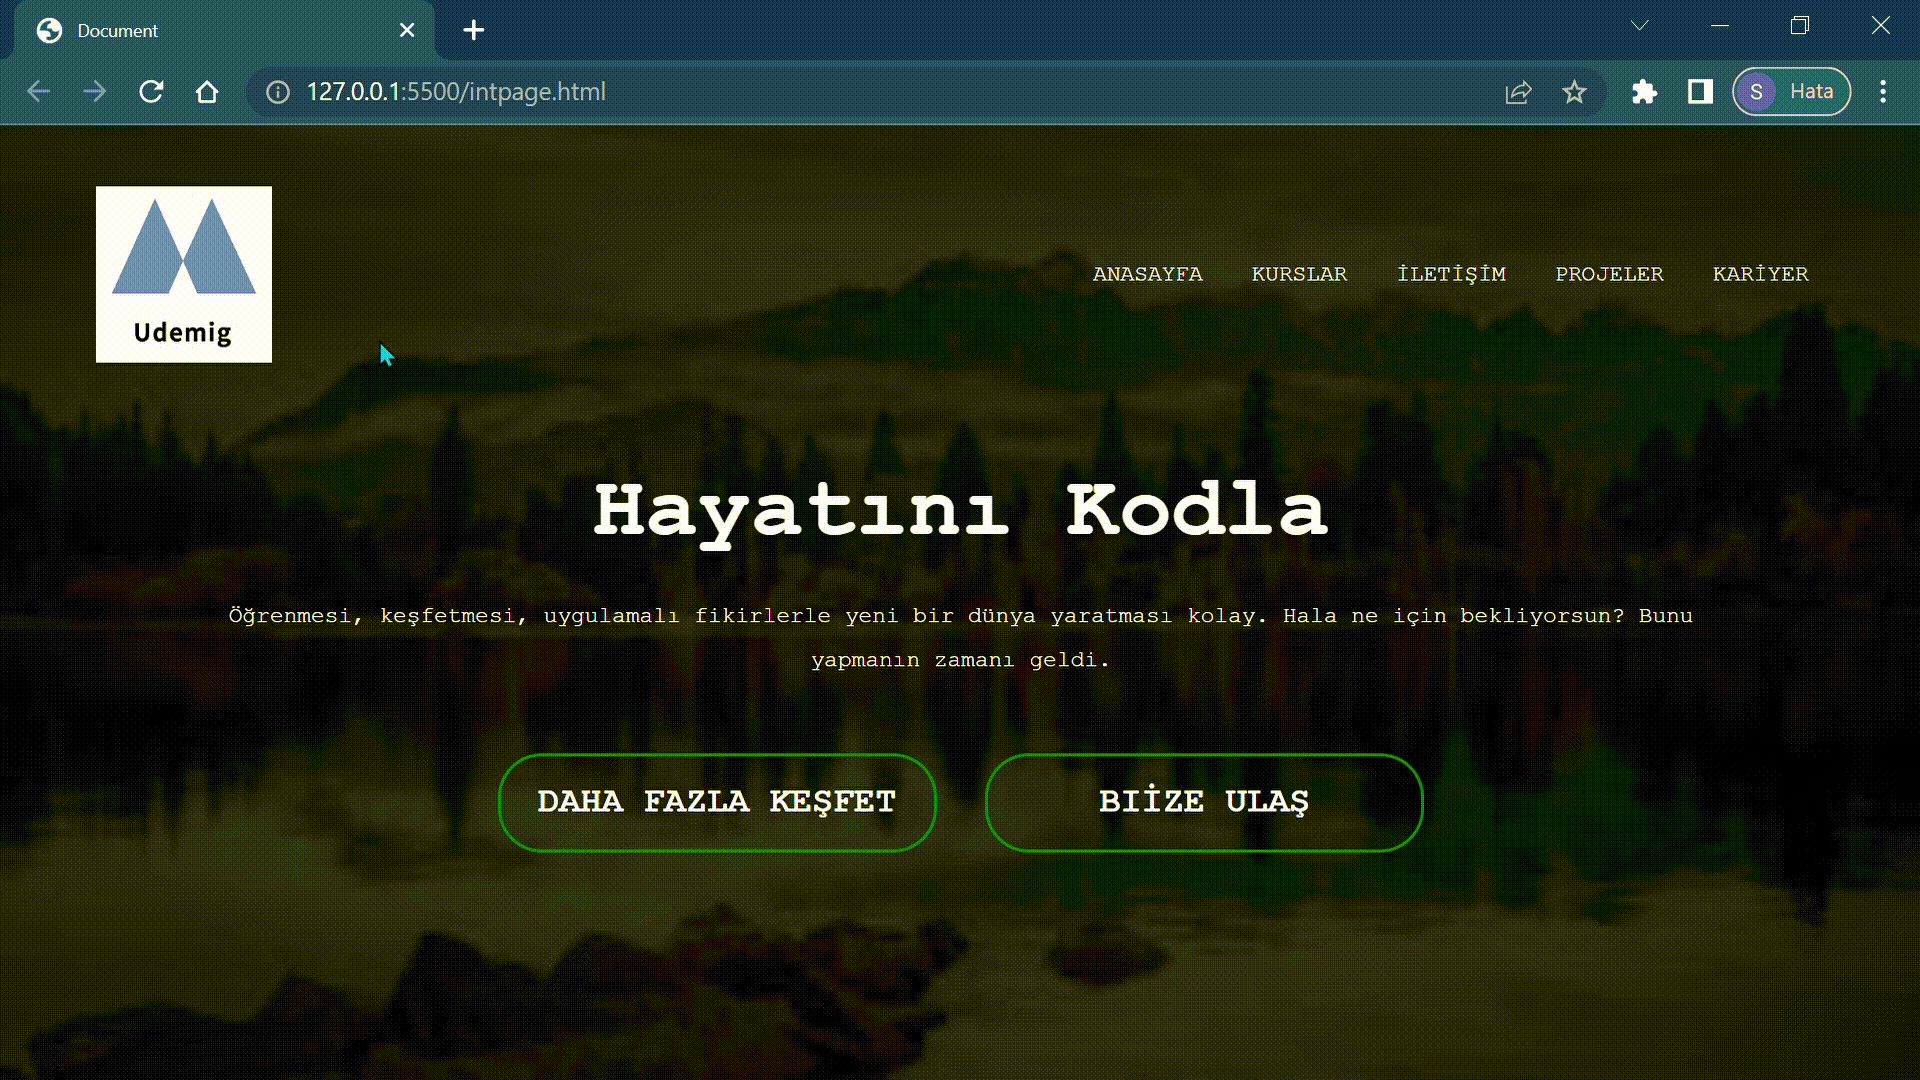 Document
127.0.0.1:5500/intpage.html
S Hata
Udemig
ANASAYFA KURSLAR İLETİŞİM PROJELER KARİYER
Hayatını Kodla
Öğrenmesi, keşfetmesi, uygulamalı fikirlerle yeni bir dünya yaratması kolay. Hala ne için bekliyorsun? Bunu
yapmanın zamanı geldi.
DAHA FAZLA KEŞFET BIİZE ULAŞ